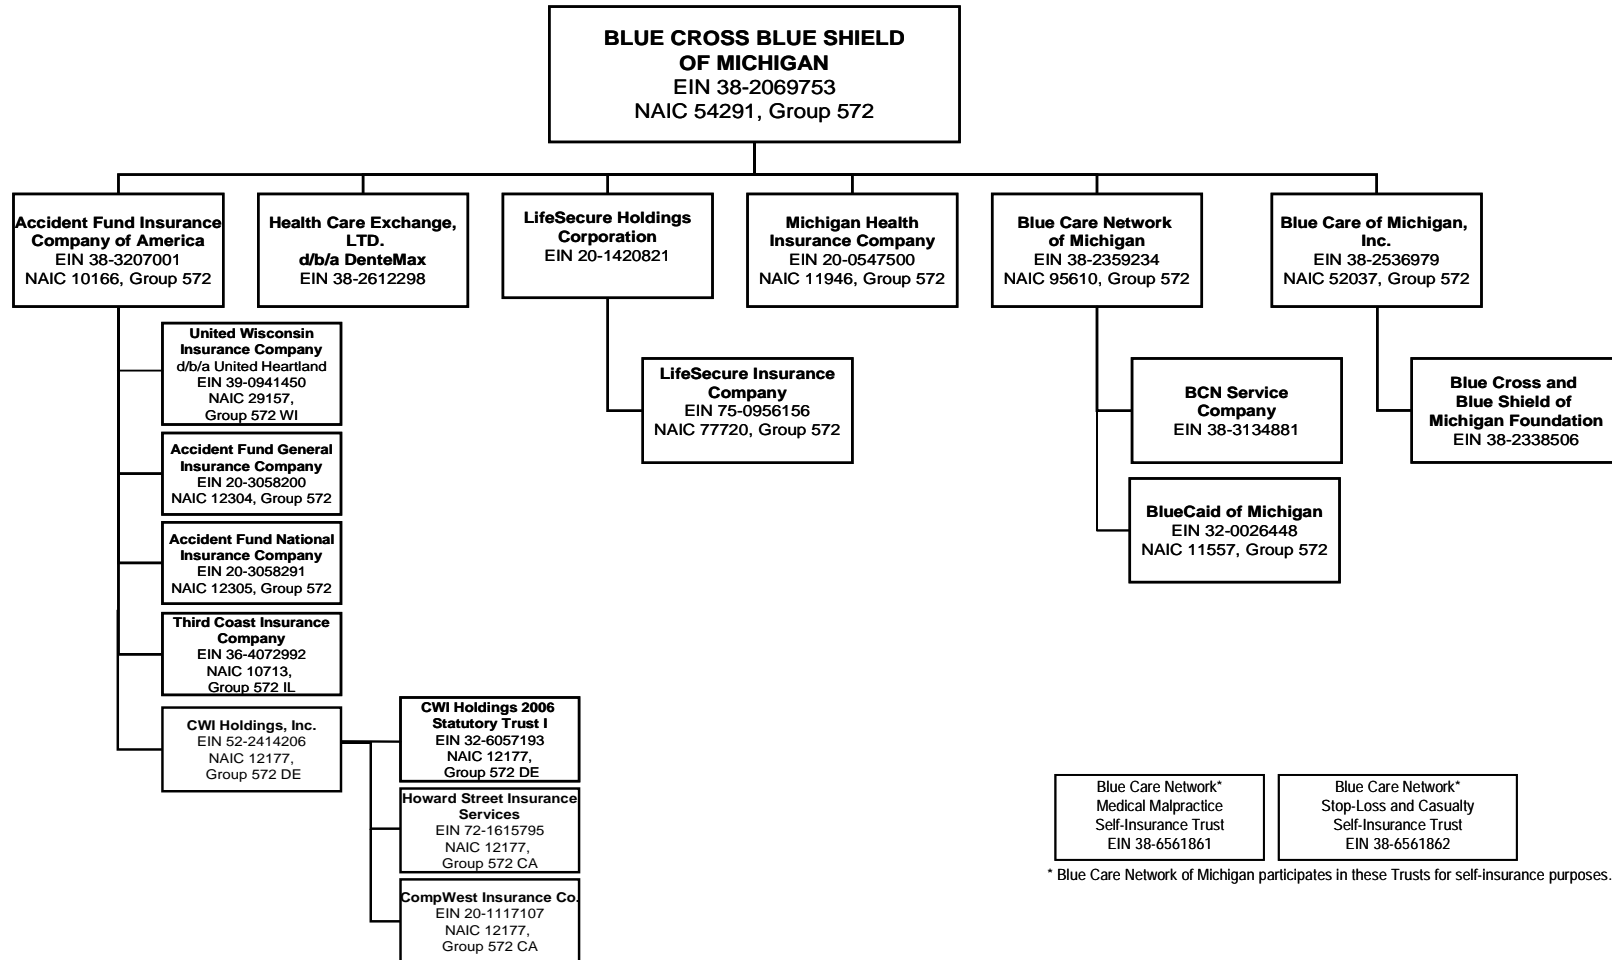 BLUE CROSS BLUE SHIELD
OF MICHIGAN
EIN 38-2069753
NAIC 54291, Group 572
Accident Fund Insurance
Company of America
EIN 38-3207001
NAIC 10166, Group 572
Health Care Exchange,
LTD.
d/b/a DenteMax
EIN 38-2612298
LifeSecure Holdings
Corporation
EIN 20-1420821
Michigan Health
Insurance Company
EIN 20-0547500
NAIC 11946, Group 572
Blue Care Network
of Michigan
EIN 38-2359234
NAIC 95610, Group 572
Blue Care of Michigan,
Inc.
EIN 38-2536979
NAIC 52037, Group 572
United Wisconsin
Insurance Company
d/b/a United Heartland
EIN 39-0941450
NAIC 29157,
Group 572 WI
Accident Fund General
Insurance Company
EIN 20-3058200
NAIC 12304, Group 572
Accident Fund National
Insurance Company
EIN 20-3058291
NAIC 12305, Group 572
Third Coast Insurance
Company
EIN 36-4072992
NAIC 10713,
Group 572 IL
CWI Holdings, Inc.
EIN 52-2414206
NAIC 12177,
Group 572 DE
CWI Holdings 2006
Statutory Trust I
EIN 32-6057193
NAIC 12177,
Group 572 DE
Howard Street Insurance
Services
EIN 72-1615795
NAIC 12177,
Group 572 CA
CompWest Insurance Co.
EIN 20-1117107
NAIC 12177,
Group 572 CA
LifeSecure Insurance
Company
EIN 75-0956156
NAIC 77720, Group 572
BCN Service
Company
EIN 38-3134881
BlueCaid of Michigan
EIN 32-0026448
NAIC 11557, Group 572
Blue Cross and
Blue Shield of
Michigan Foundation
EIN 38-2338506
Blue Care Network*
Medical Malpractice
Self-Insurance Trust
EIN 38-6561861
Blue Care Network*
Stop-Loss and Casualty
Self-Insurance Trust
EIN 38-6561862
* Blue Care Network of Michigan participates in these Trusts for self-insurance purposes.